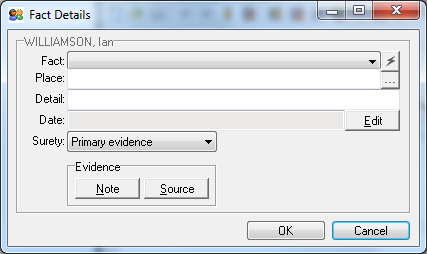 Fact Details
WILLIAMSON, Ian
Fact:
Place:
...
Detail:
Date:
Edit
Surety:
Primary evidence
Evidence
Note
Source
OK
Cancel